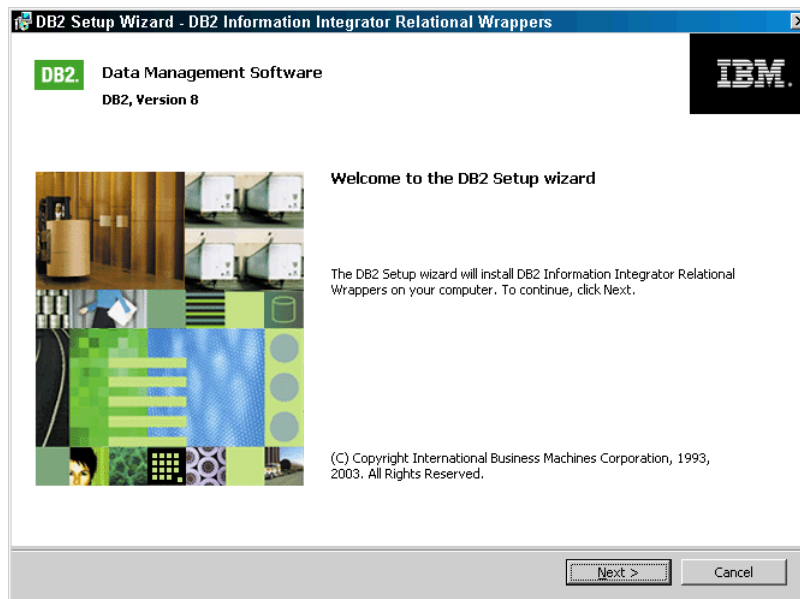 DB2 Setup Wizard - DB2 Information Integrator Relational Wrappers
DB2.
Data Management Software
DB2, Version 8
IBM.
Welcome to the DB2 Setup wizard
The DB2 Setup wizard will install DB2 Information Integrator Relational
Wrappers on your computer. To continue, click Next.
(C) Copyright International Business Machines Corporation, 1993,
2003. All Rights Reserved.
Next >
Cancel